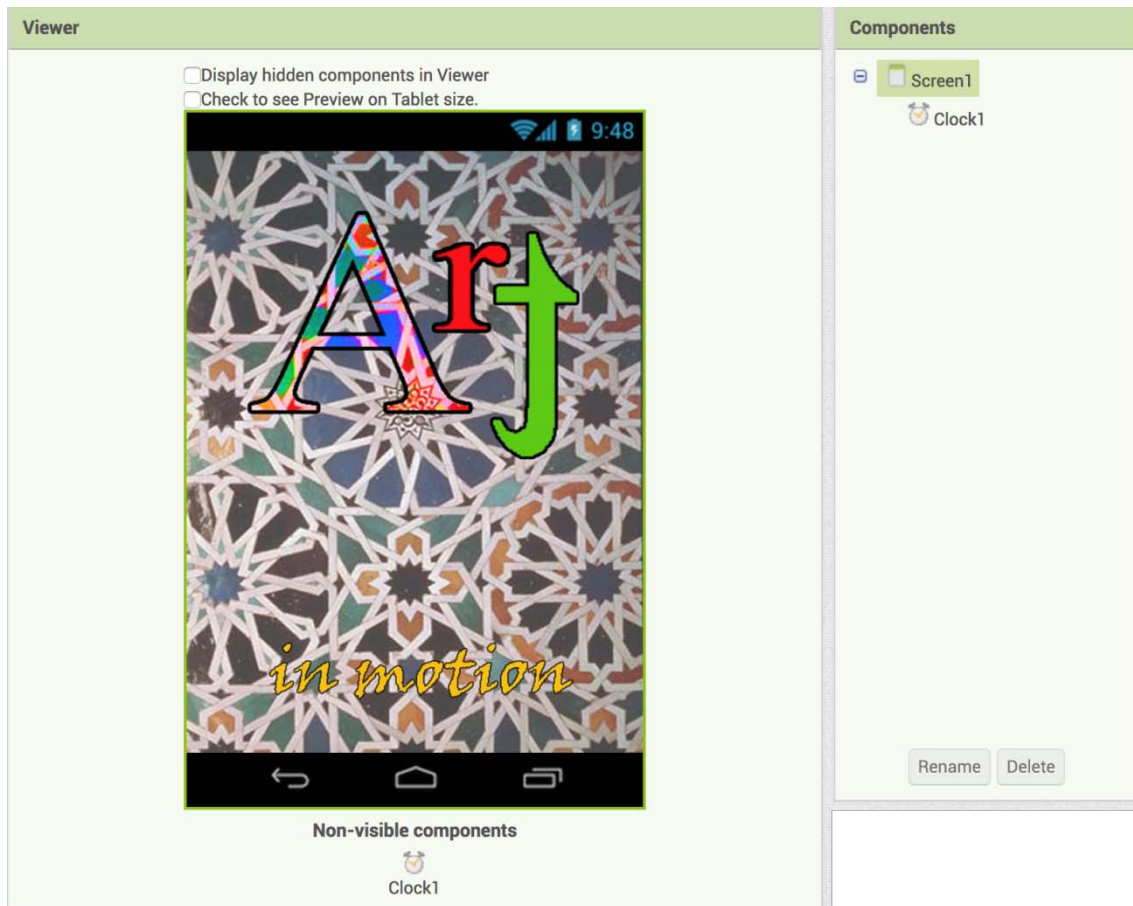 Viewer
Display hidden components in Viewer
Check to see Preview on Tablet size.
9:48
Art
in motion
Non-visible components
Clock1
Components
Screen1
Clock1
Rename Delete